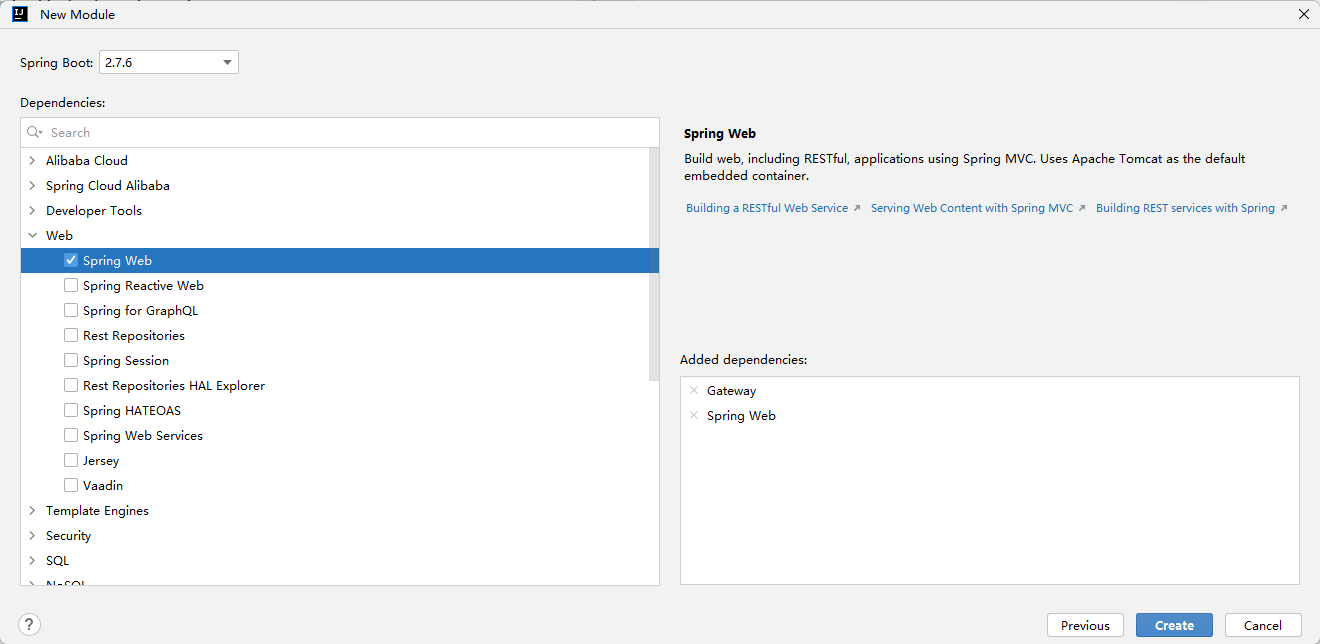 New Module
Spring Boot: 2.7.6
Dependencies:
Search
Alibaba Cloud
Spring Cloud Alibaba
Developer Tools
Web
Spring Web
Spring Reactive Web
Spring for GraphQL
Rest Repositories
Spring Session
Rest Repositories HAL Explorer
Spring HATEOAS
Spring Web Services
Jersey
Vaadin
Template Engines
Security
SQL
NoSQL
Spring Web
Build web, including RESTful, applications using Spring MVC. Uses Apache Tomcat as the default
embedded container.
Building a RESTful Web Service Serving Web Content with Spring MVC Building REST services with Spring
Added dependencies:
Gateway
Spring Web
?
Previous Create Cancel